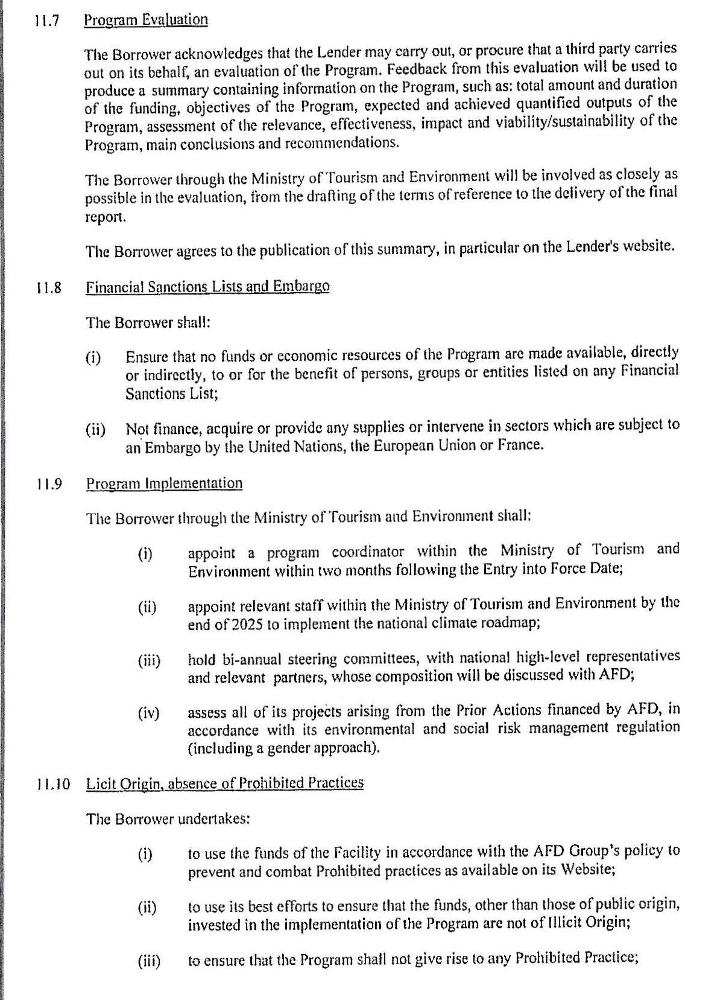 11.7 Program Evaluation
The Borrower acknowledges that the Lender may carry out, or procure that a third party carries
out on its behalf, an evaluation of the Program. Feedback from this evaluation will be used to
produce a summary containing information on the Program, such as: total amount and duration
of the funding, objectives of the Program, expected and achieved quantified outputs of the
Program, assessment of the relevance, effectiveness, impact and viability/sustainability of the
Program, main conclusions and recommendations.
The Borrower through the Ministry of Tourism and Environment will be involved as closely as
possible in the evaluation, from the drafting of the terms of reference to the delivery of the final
report.
The Borrower agrees to the publication of this summary, in particular on the Lender's website.
11.8 Financial Sanctions Lists and Embargo
The Borrower shall:
(i) Ensure that no funds or economic resources of the Program are made available, directly
or indirectly, to or for the benefit of persons, groups or entities listed on any Financial
Sanctions List;
(ii) Not finance, acquire or provide any supplies or intervene in sectors which are subject to
an Embargo by the United Nations, the European Union or France.
11.9 Program Implementation
The Borrower through the Ministry of Tourism and Environment shall:
(i) appoint a program coordinator within the Ministry of Tourism and
Environment within two months following the Entry into Force Date;
(ii) appoint relevant staff within the Ministry of Tourism and Environment by the
end of 2025 to implement the national climate roadmap;
(iii) hold bi-annual steering committees, with national high-level representatives
and relevant partners, whose composition will be discussed with AFD;
(iv) assess all of its projects arising from the Prior Actions financed by AFD, in
accordance with its environmental and social risk management regulation
(including a gender approach).
11.10 Licit Origin, absence of Prohibited Practices
The Borrower undertakes:
(i) to use the funds of the Facility in accordance with the AFD Group's policy to
prevent and combat Prohibited practices as available on its Website;
(ii) to use its best efforts to ensure that the funds, other than those of public origin,
invested in the implementation of the Program are not of Illicit Origin;
(iii) to ensure that the Program shall not give rise to any Prohibited Practice;